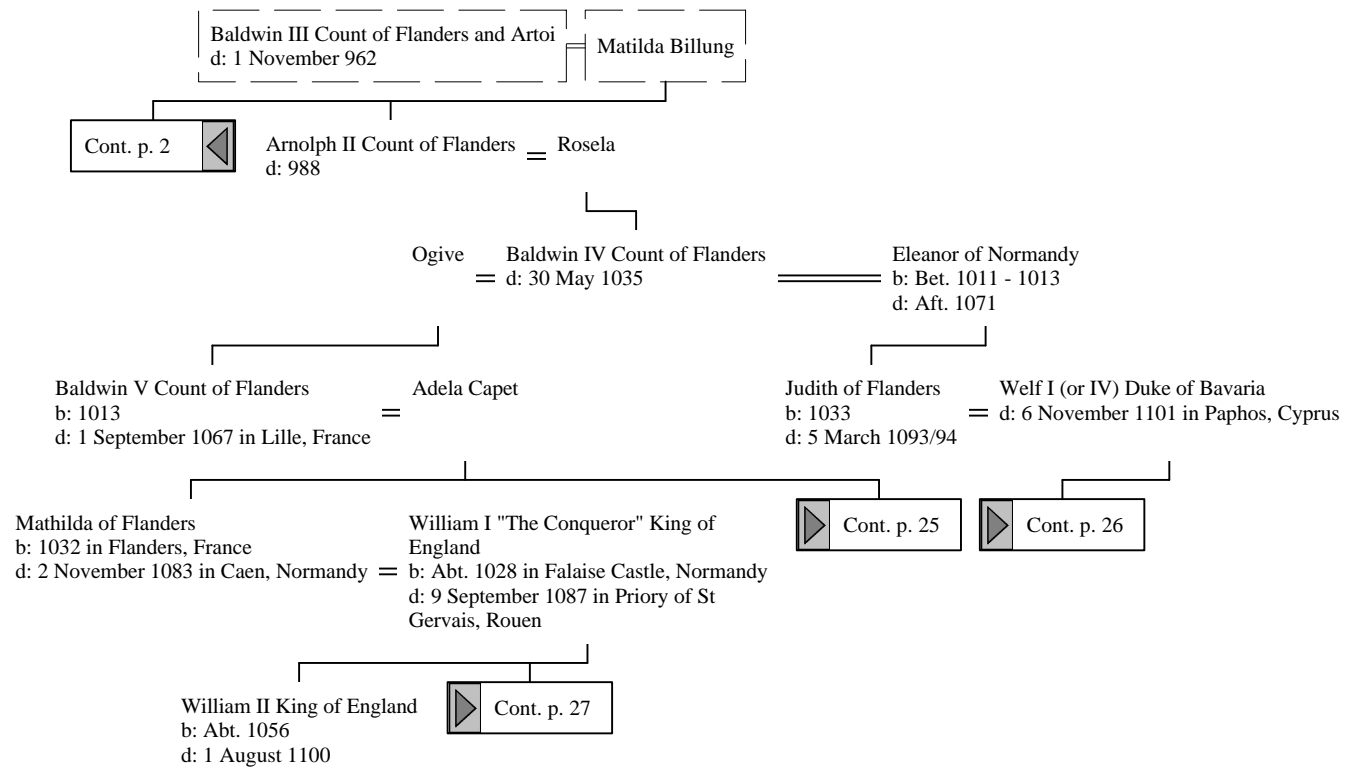 Baldwin III Count of Flanders and Artoi
d: 1 November 962
Matilda Billung
Cont. p. 2
Arnolph II Count of Flanders
d: 988
=
Rosela
Ogive
=
Baldwin IV Count of Flanders
d: 30 May 1035
Eleanor of Normandy
b: Bet. 1011 - 1013
d: Aft. 1071
Baldwin V Count of Flanders
b: 1013
d: 1 September 1067 in Lille, France
=
Adela Capet
Judith of Flanders
b: 1033
d: 5 March 1093/94
=
Welf I (or IV) Duke of Bavaria
d: 6 November 1101 in Paphos, Cyprus
Mathilda of Flanders
b: 1032 in Flanders, France
d: 2 November 1083 in Caen, Normandy
=
William I "The Conqueror" King of
England
b: Abt. 1028 in Falaise Castle, Normandy
d: 9 September 1087 in Priory of St
Gervais, Rouen
Cont. p. 25
Cont. p. 26
William II King of England
b: Abt. 1056
d: 1 August 1100
Cont. p. 27